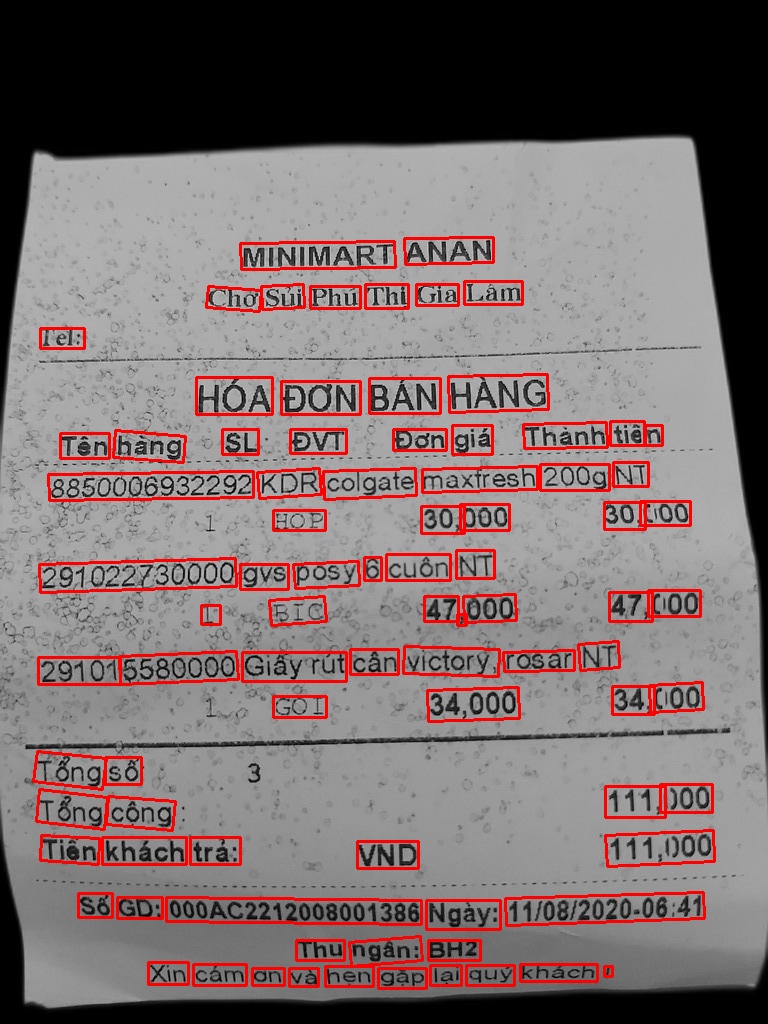 MINIMART ANAN
Chợ Sủi Phú Thị Gia Lâm
Tel:
HÓA ĐƠN BÁN HÀNG
Tên hàng SL ĐVT Đơn giá Thành tiền
8850006932292 KDR colgate maxfresh 200g NT
1 HOP 30,000 30,000
291022730000 gvs posy 6 cuôn NT
1 BIC 47,000 47,000
2910155580000 Giấy rút cân victory, rosar NT
1 GOI 34,000 34,000
Tổng số 3
Tổng công : 111,000
Tiền khách trả: VND 111,000
Số GD: 000AC2212008001386 Ngày: 11/08/2020-06:41
Thu ngân: BH2
Xin cám ơn và hẹn gặp lại quý khách !